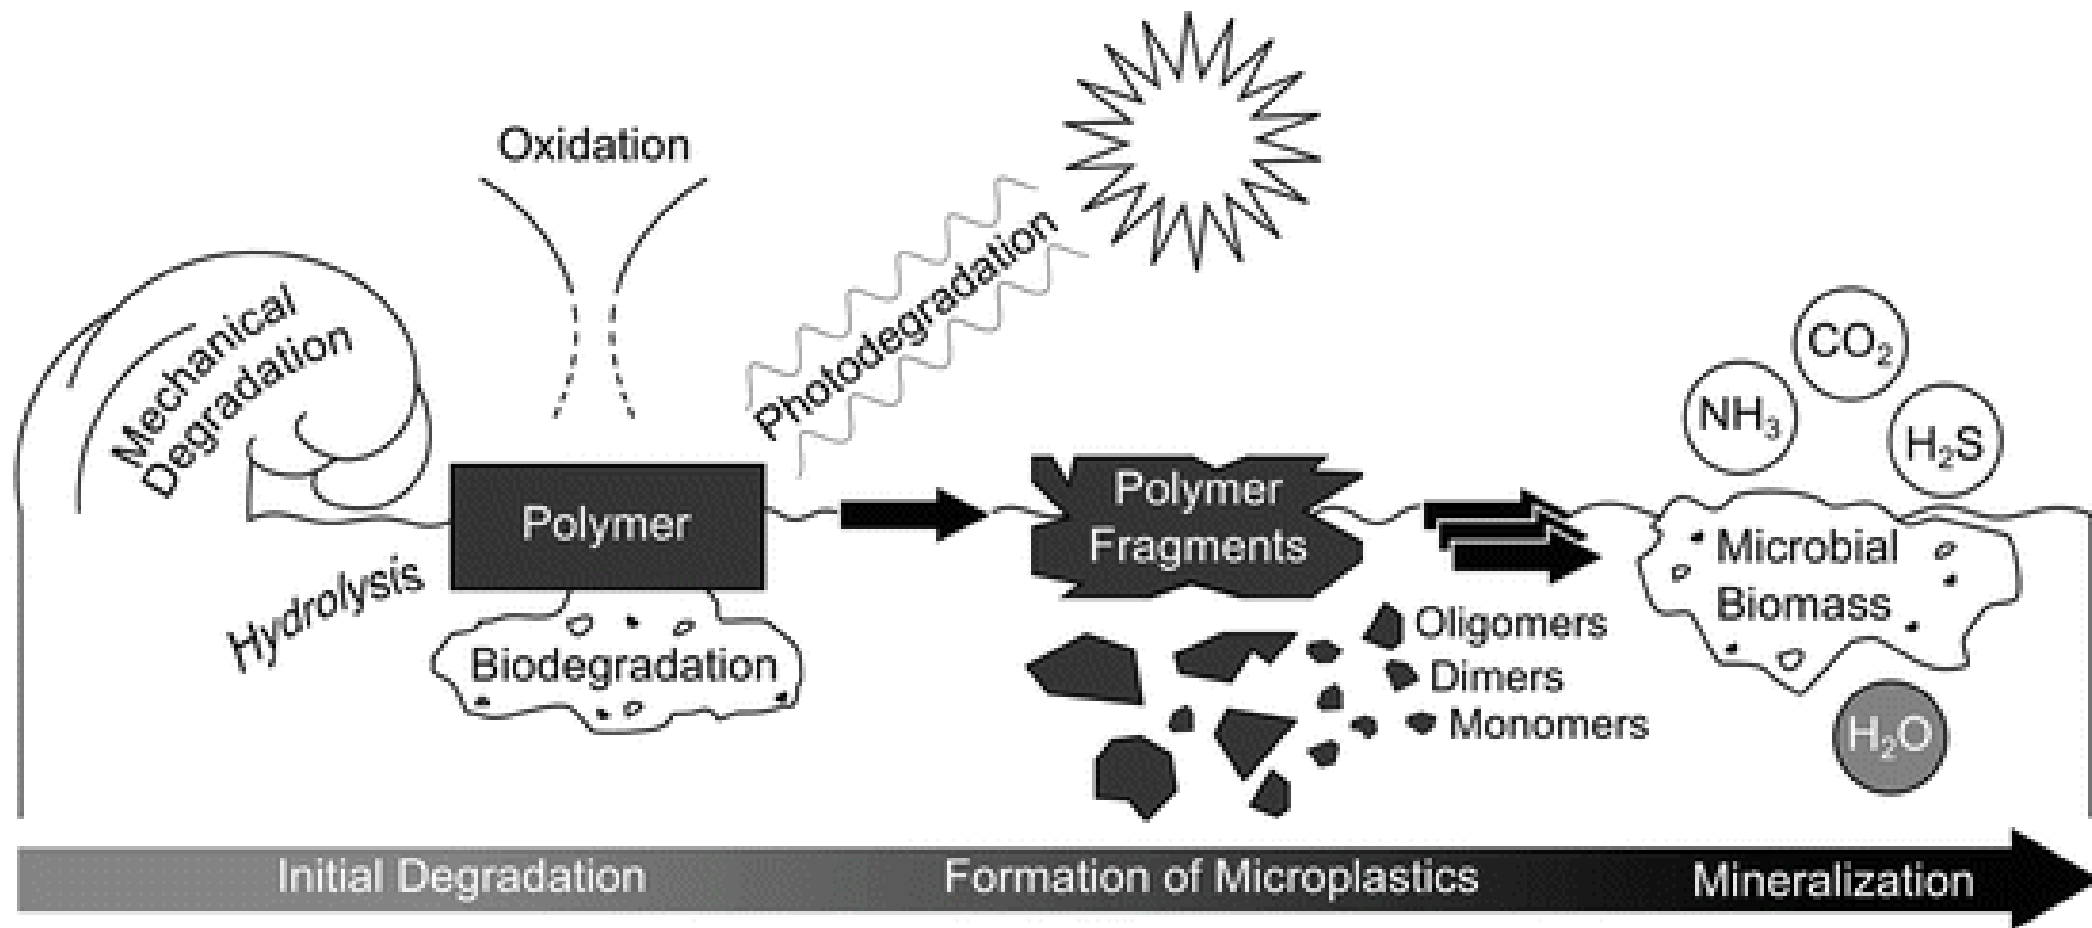 Oxidation
Mechanical
Degradation
Photodegradation
Hydrolysis
Polymer
Biodegradation
Polymer
Fragments
Oligomers
Dimers
Monomers
CO₂
NH₃
H₂S
Microbial
Biomass
H₂O
Initial Degradation
Formation of Microplastics
Mineralization